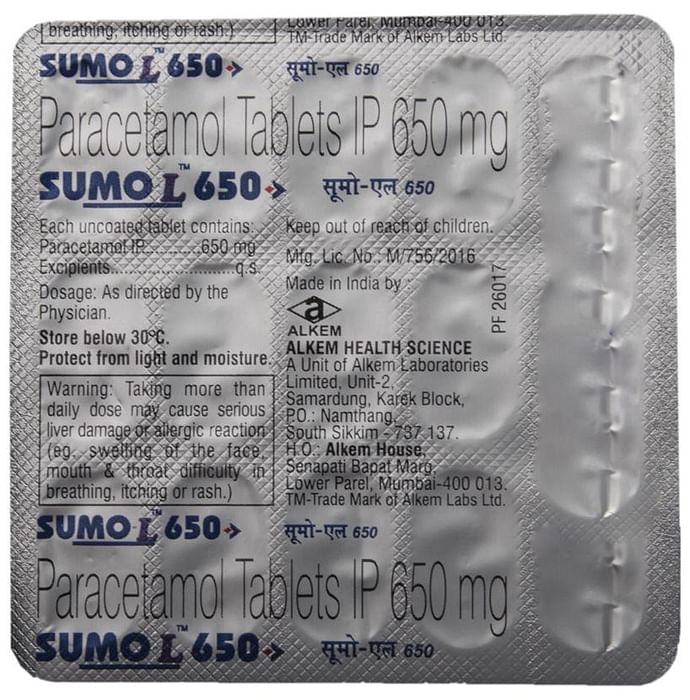 breathing, itching or rash.)
Lower Parel, Mumbai-400 013.
TM-Trade Mark of Alkem Labs Ltd.
SUMO L™ 650
सूमो-एल 650
Paracetamol Tablets IP 650 mg
SUMO L™ 650
सूमो-एल 650
Each uncoated tablet contains:
Paracetamol IP..........650 mg
Excipients........................q.s.
Dosage: As directed by the
Physician.
Store below 30°C.
Protect from light and moisture.
Warning: Taking more than
daily dose may cause serious
liver damage or allergic reaction
(eg. swelling of the face,
mouth & throat difficulty in
breathing, itching or rash.)
Keep out of reach of children.
Mfg. Lic. No.: M/755/2016
Made in India by :
a
ALKEM
ALKEM HEALTH SCIENCE
A Unit of Alkem Laboratories
Limited, Unit-2,
Samardung, Karek Block,
P.O.: Namthang,
South Sikkim - 737 137.
H.O.: Alkem House,
Senapati Bapat Marg,
Lower Parel, Mumbai-400 013.
TM-Trade Mark of Alkem Labs Ltd.
PF 26017
SUMO L™ 650
सूमो-एल 650
Paracetamol Tablets IP 650 mg
SUMO L™ 650
सूमो-एल 650